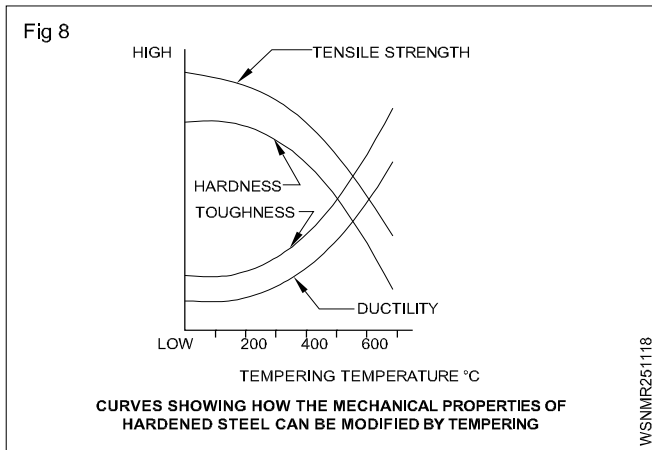 Fig 8
HIGH
TENSILE STRENGTH
HARDNESS
TOUGHNESS
DUCTILITY
LOW
200 400 600
TEMPERING TEMPERATURE °C
CURVES SHOWING HOW THE MECHANICAL PROPERTIES OF
HARDENED STEEL CAN BE MODIFIED BY TEMPERING
WSNMR251118